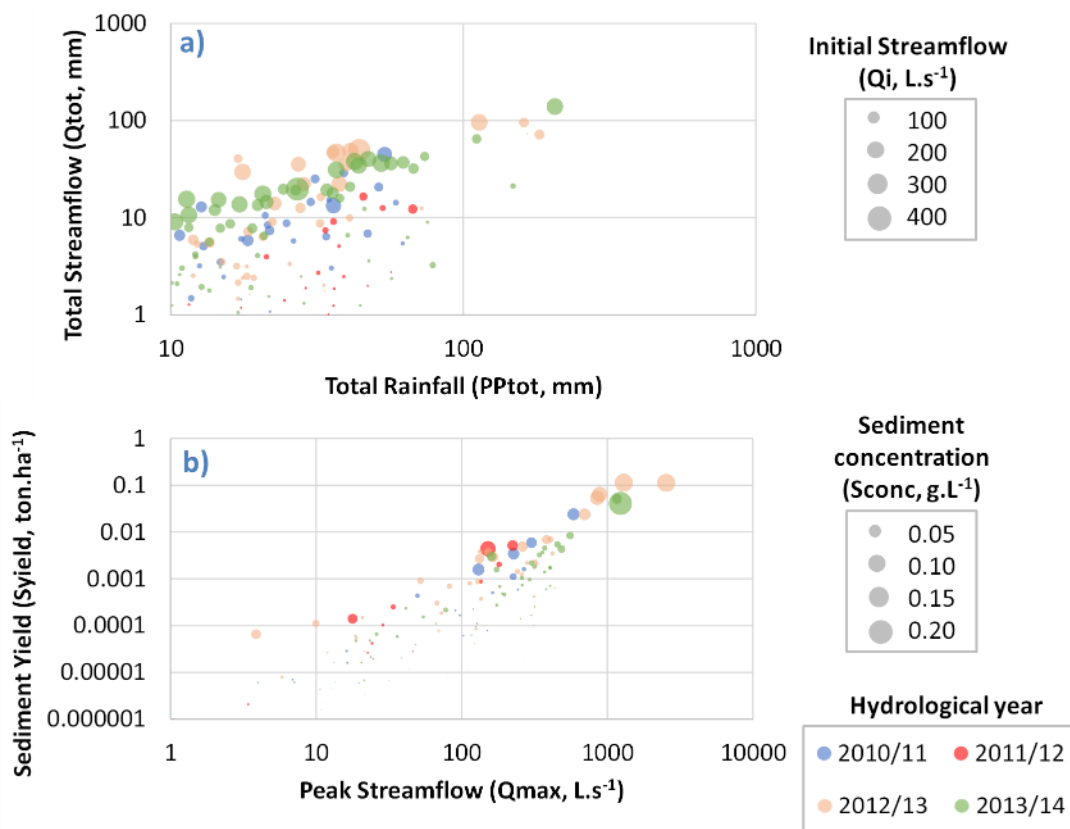 a)
1000
100
10
1
Total Streamflow (Qtot, mm)
10
100
1000
Total Rainfall (PPtot, mm)
Initial Streamflow
(Qi, L.s⁻¹)
100
200
300
400
b)
1
0.1
0.01
0.001
0.0001
0.00001
0.000001
Sediment Yield (Syield, ton.ha⁻¹)
1
10
100
1000
10000
Peak Streamflow (Qmax, L.s⁻¹)
Sediment
concentration
(Sconc, g.L⁻¹)
0.05
0.10
0.15
0.20
Hydrological year
2010/11
2011/12
2012/13
2013/14